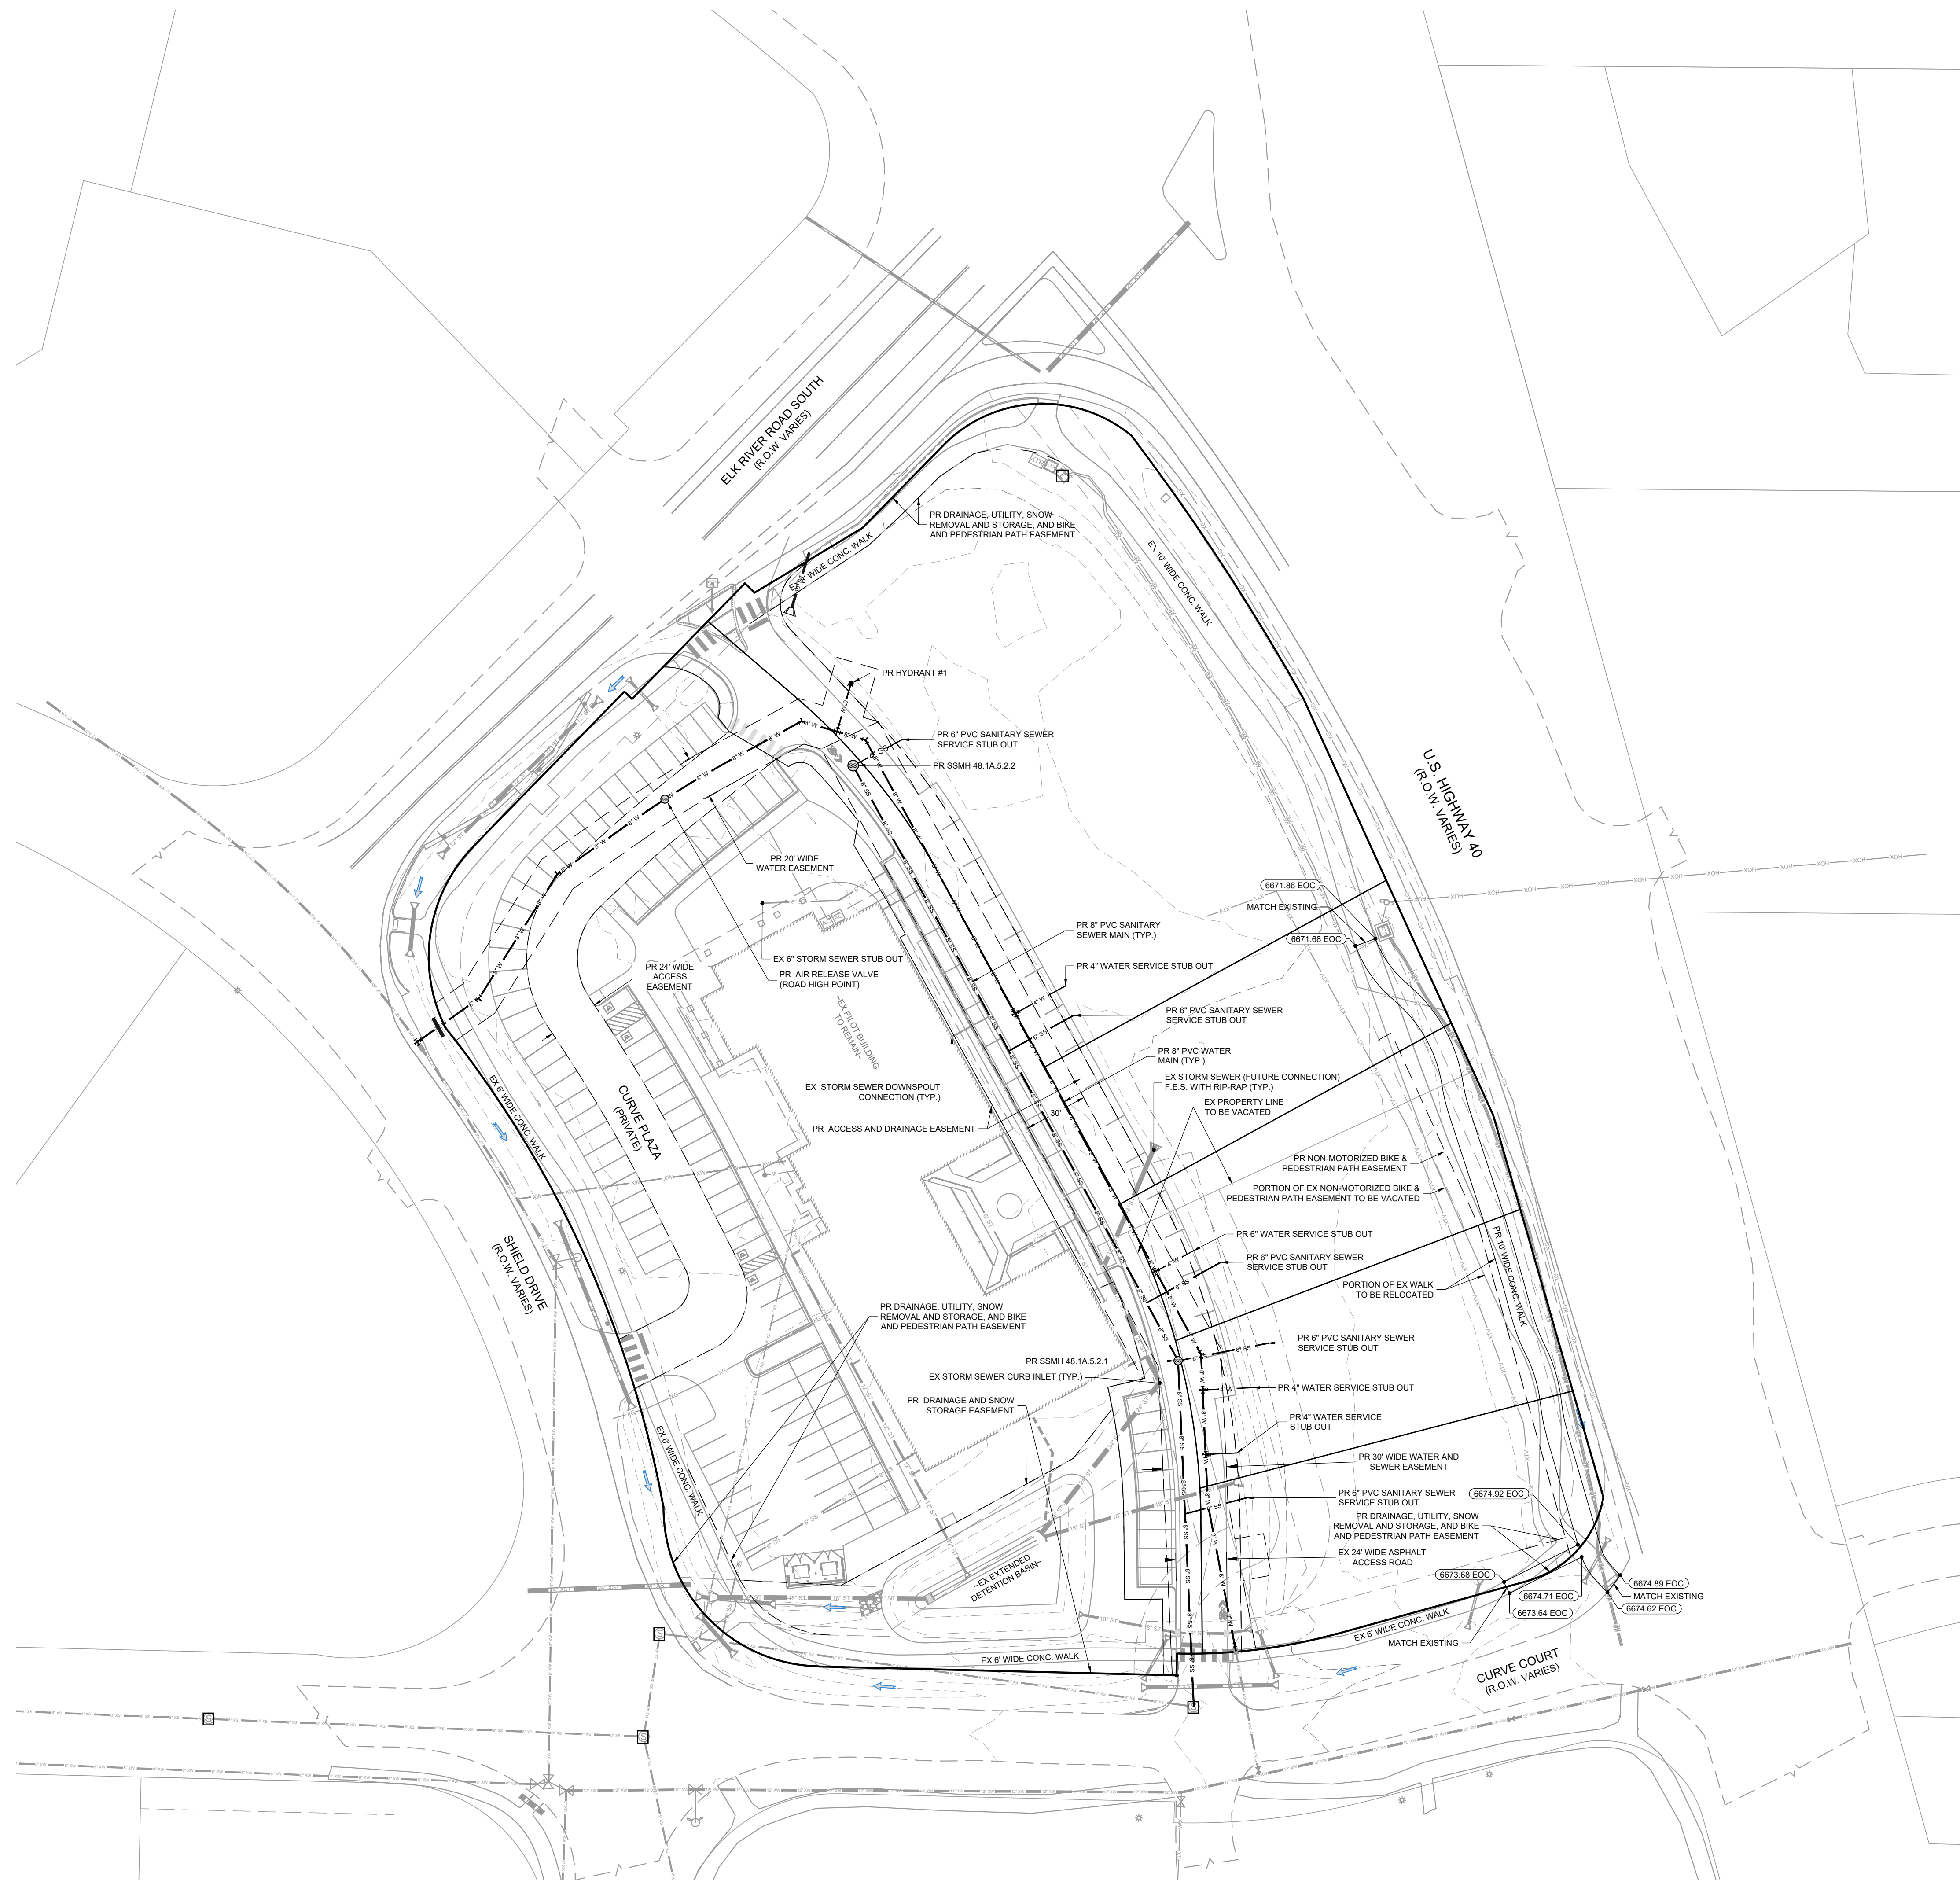 ELK RIVER ROAD SOUTH
(R.O.W. VARIES)
PR DRAINAGE, UTILITY, SNOW
REMOVAL AND STORAGE, AND BIKE
AND PEDESTRIAN PATH EASEMENT
EX 6' WIDE CONC. WALK
EX 10' WIDE CONC. WALK
PR HYDRANT #1
PR 6" PVC SANITARY SEWER
SERVICE STUB OUT
PR SSMH 48.1A.5.2.2
U.S. HIGHWAY 40
(R.O.W. VARIES)
PR 20' WIDE
WATER EASEMENT
6671.86 EOC
MATCH EXISTING
6671.68 EOC
PR 8" PVC SANITARY
SEWER MAIN (TYP.)
EX 6" STORM SEWER STUB OUT
PR 4" WATER SERVICE STUB OUT
PR 24' WIDE
ACCESS
EASEMENT
PR AIR RELEASE VALVE
(ROAD HIGH POINT)
~EX PILOT BUILDING
TO REMAIN~
PR 6" PVC SANITARY SEWER
SERVICE STUB OUT
PR 8" PVC WATER
MAIN (TYP.)
EX STORM SEWER DOWNSPOUT
CONNECTION (TYP.)
EX STORM SEWER (FUTURE CONNECTION)
F.E.S. WITH RIP-RAP (TYP.)
EX PROPERTY LINE
TO BE VACATED
30'
EX 6' WIDE CONC. WALK
CURVE PLAZA
(PRIVATE)
PR ACCESS AND DRAINAGE EASEMENT
PR NON-MOTORIZED BIKE &
PEDESTRIAN PATH EASEMENT
PORTION OF EX NON-MOTORIZED BIKE &
PEDESTRIAN PATH EASEMENT TO BE VACATED
SHIELD DRIVE
(R.O.W. VARIES)
PR 6" WATER SERVICE STUB OUT
PR 6" PVC SANITARY SEWER
SERVICE STUB OUT
PR 10' WIDE CONC. WALK
PORTION OF EX WALK
TO BE RELOCATED
PR DRAINAGE, UTILITY, SNOW
REMOVAL AND STORAGE, AND BIKE
AND PEDESTRIAN PATH EASEMENT
PR 6" PVC SANITARY SEWER
SERVICE STUB OUT
PR SSMH 48.1A.5.2.1
EX STORM SEWER CURB INLET (TYP.)
PR 4" WATER SERVICE STUB OUT
PR DRAINAGE AND SNOW
STORAGE EASEMENT
PR 4" WATER SERVICE
STUB OUT
EX 6' WIDE CONC. WALK
PR 30' WIDE WATER AND
SEWER EASEMENT
PR 6" PVC SANITARY SEWER
SERVICE STUB OUT
6674.92 EOC
PR DRAINAGE, UTILITY, SNOW
REMOVAL AND STORAGE, AND BIKE
AND PEDESTRIAN PATH EASEMENT
EX 24' WIDE ASPHALT
ACCESS ROAD
~EX EXTENDED
DETENTION BASIN~
6673.68 EOC
6674.71 EOC
6673.64 EOC
6674.89 EOC
MATCH EXISTING
6674.62 EOC
EX 6' WIDE CONC. WALK
MATCH EXISTING
EX 6' WIDE CONC. WALK
CURVE COURT
(R.O.W. VARIES)